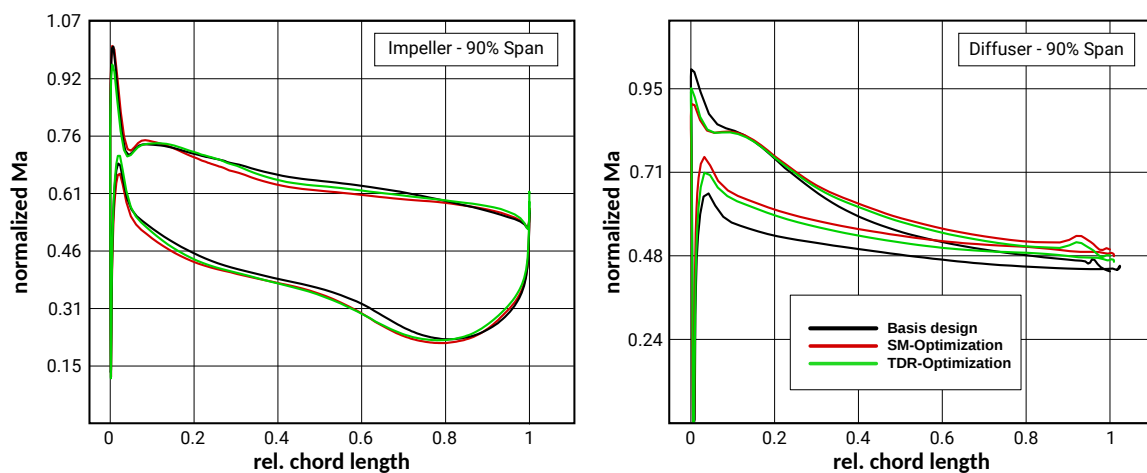 1.07
0.92
0.76
0.61
0.46
0.31
0.15
normalized Ma
Impeller - 90% Span
0
0.2
0.4
0.6
0.8
1
rel. chord length
0.95
0.71
0.48
0.24
normalized Ma
Diffuser - 90% Span
Basis design
SM-Optimization
TDR-Optimization
0
0.2
0.4
0.6
0.8
1
rel. chord length